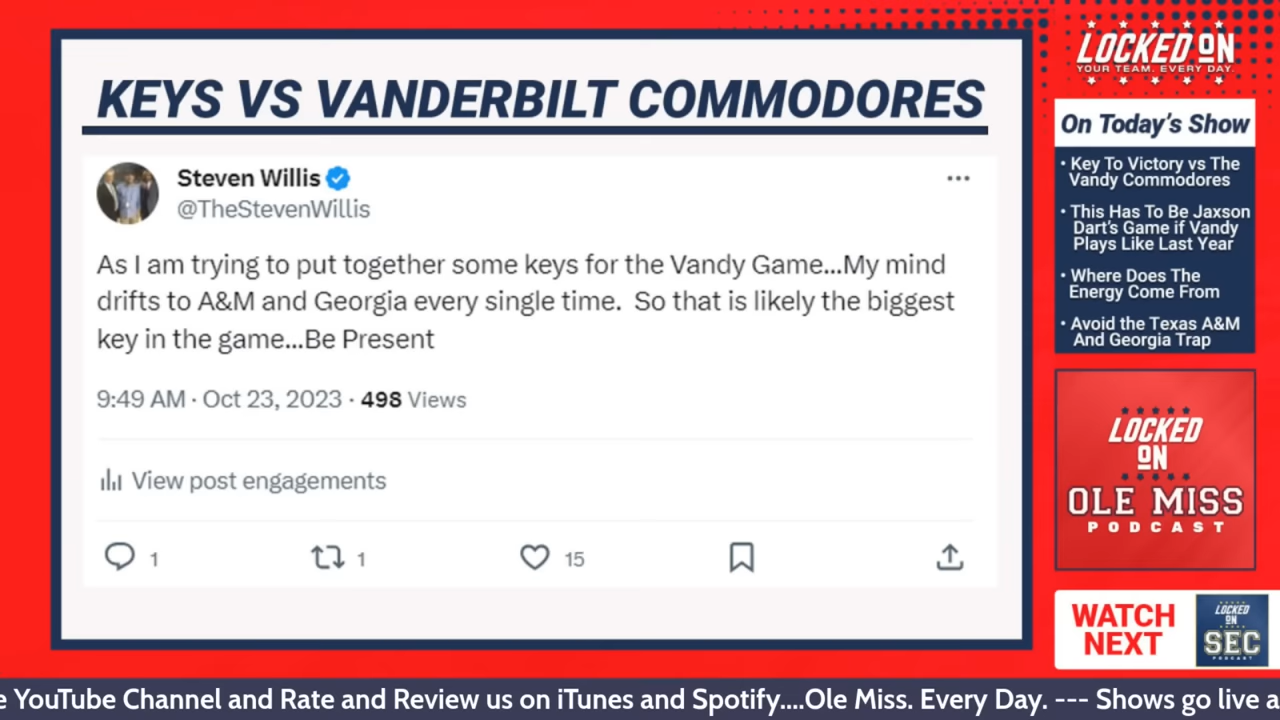 KEYS VS VANDERBILT COMMODORES
Steven Willis
@TheStevenWillis
As I am trying to put together some keys for the Vandy Game...My mind
drifts to A&M and Georgia every single time.  So that is likely the biggest
key in the game...Be Present
9:49 AM · Oct 23, 2023 · 498 Views
View post engagements
1
1
15
LOCKED ON
YOUR TEAM. EVERY DAY
On Today's Show
• Key To Victory vs The
Vandy Commodores
• This Has To Be Jaxson
Dart's Game if Vandy
Plays Like Last Year
• Where Does The
Energy Come From
• Avoid the Texas A&M
And Georgia Trap
LOCKED
ON
OLE MISS
PODCAST
WATCH
NEXT
LOCKED
ON
SEC
PODCAST
e YouTube Channel and Rate and Review us on iTunes and Spotify....Ole Miss. Every Day. --- Shows go live a